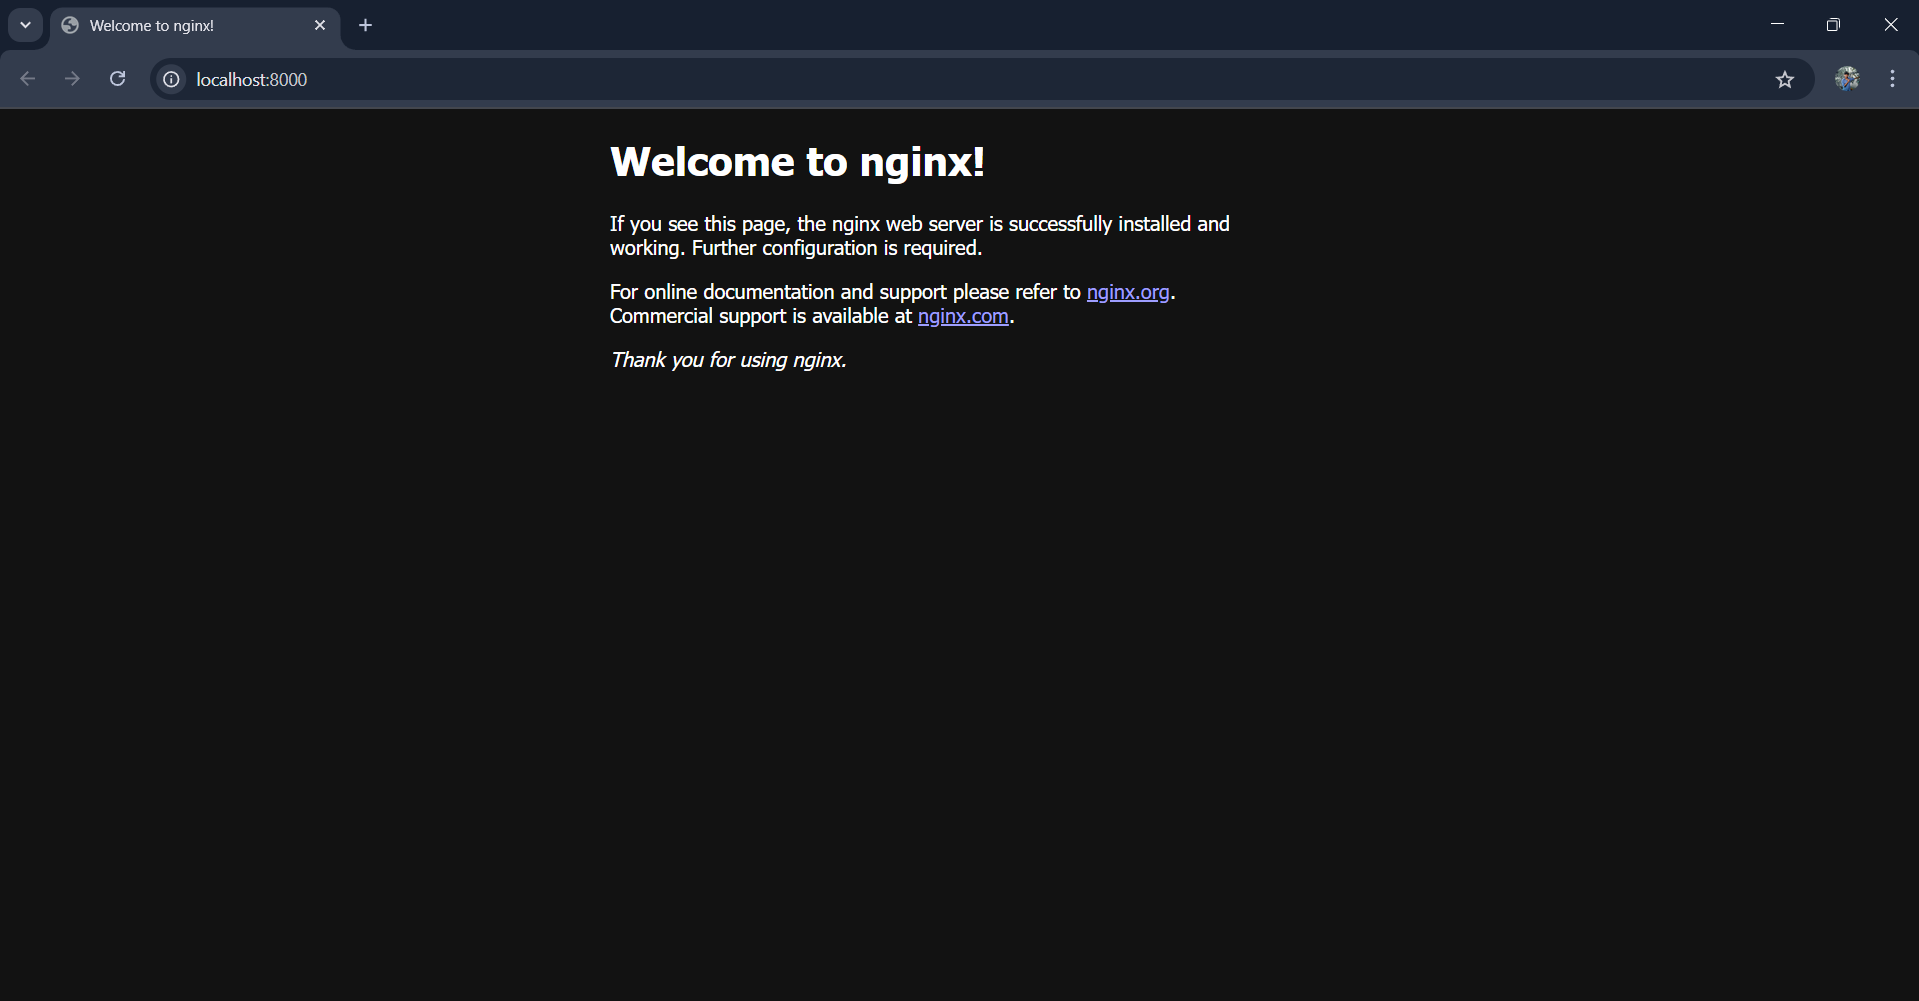 Welcome to nginx!
localhost:8000
Welcome to nginx!
If you see this page, the nginx web server is successfully installed and
working. Further configuration is required.
For online documentation and support please refer to nginx.org.
Commercial support is available at nginx.com.
Thank you for using nginx.